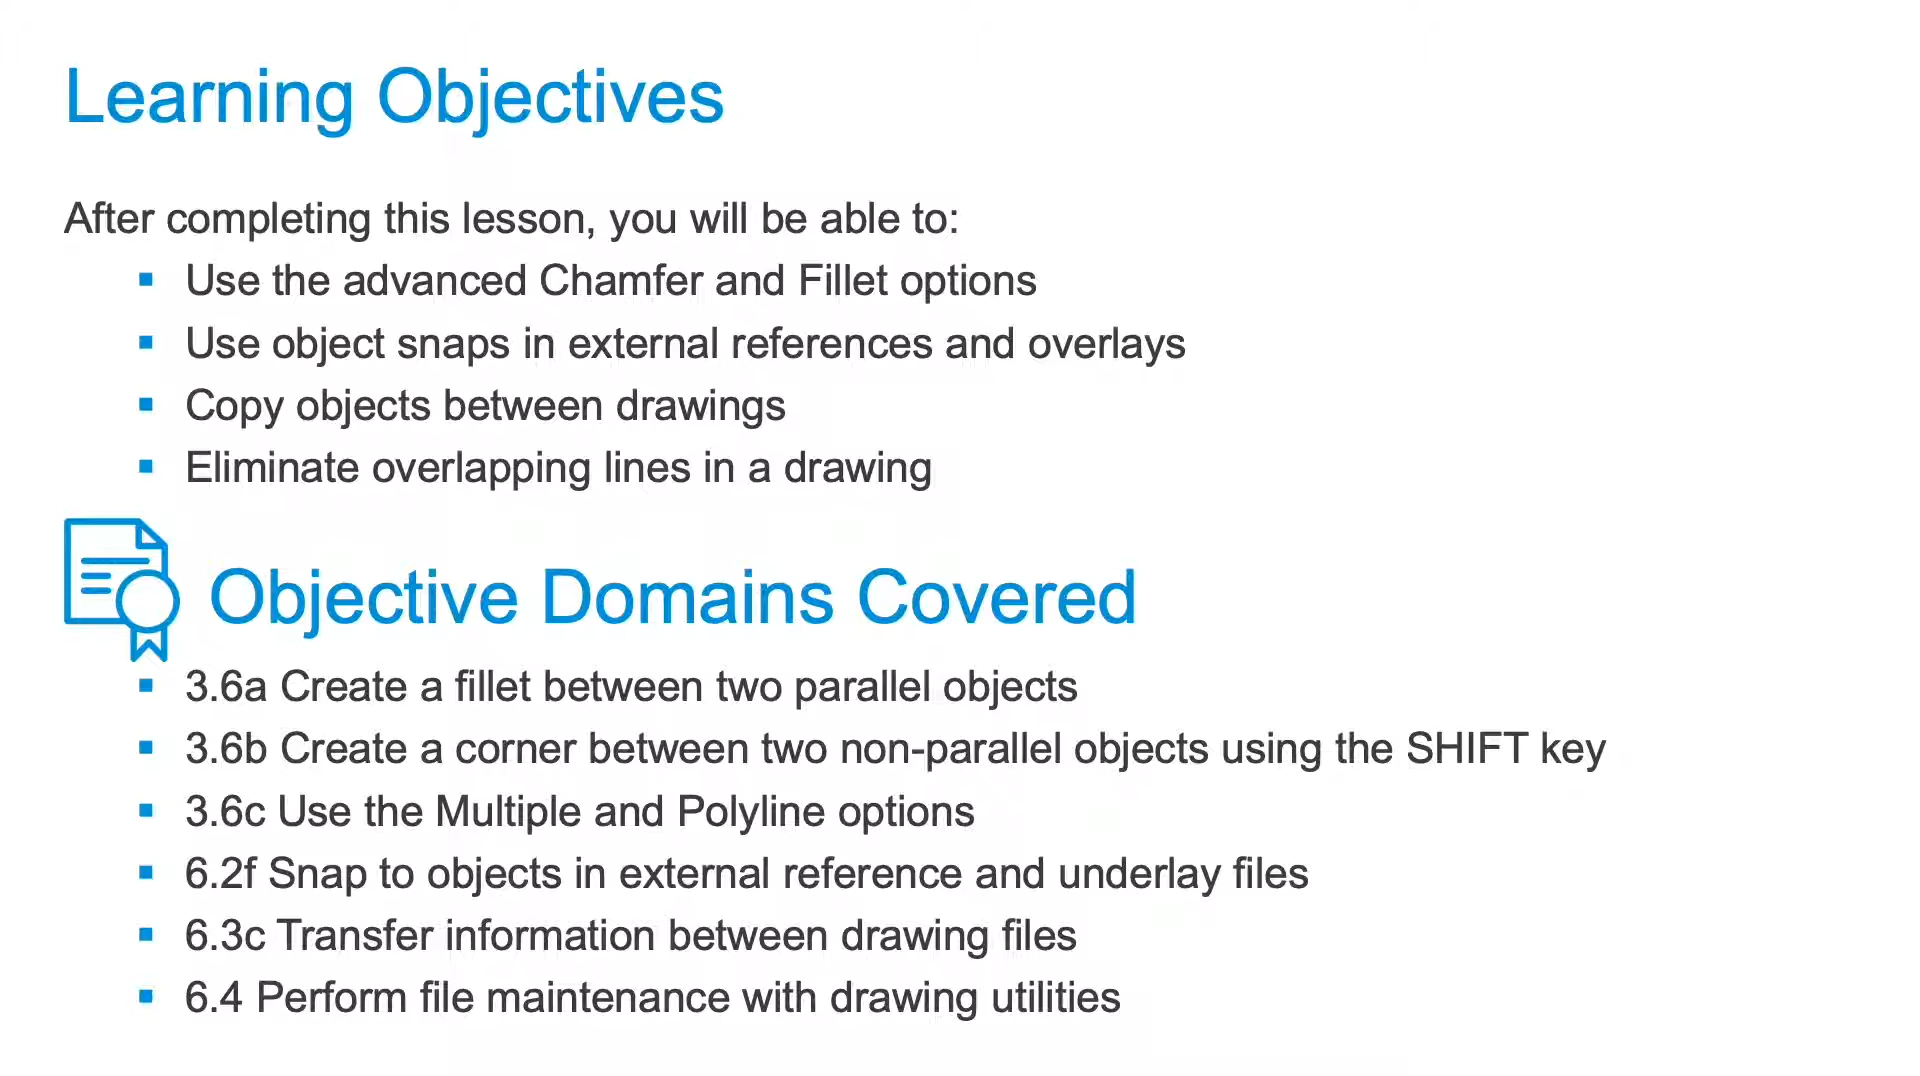 Learning Objectives
After completing this lesson, you will be able to:
Use the advanced Chamfer and Fillet options
Use object snaps in external references and overlays
Copy objects between drawings
Eliminate overlapping lines in a drawing
Objective Domains Covered
3.6a Create a fillet between two parallel objects
3.6b Create a corner between two non-parallel objects using the SHIFT key
3.6c Use the Multiple and Polyline options
6.2f Snap to objects in external reference and underlay files
6.3c Transfer information between drawing files
6.4 Perform file maintenance with drawing utilities